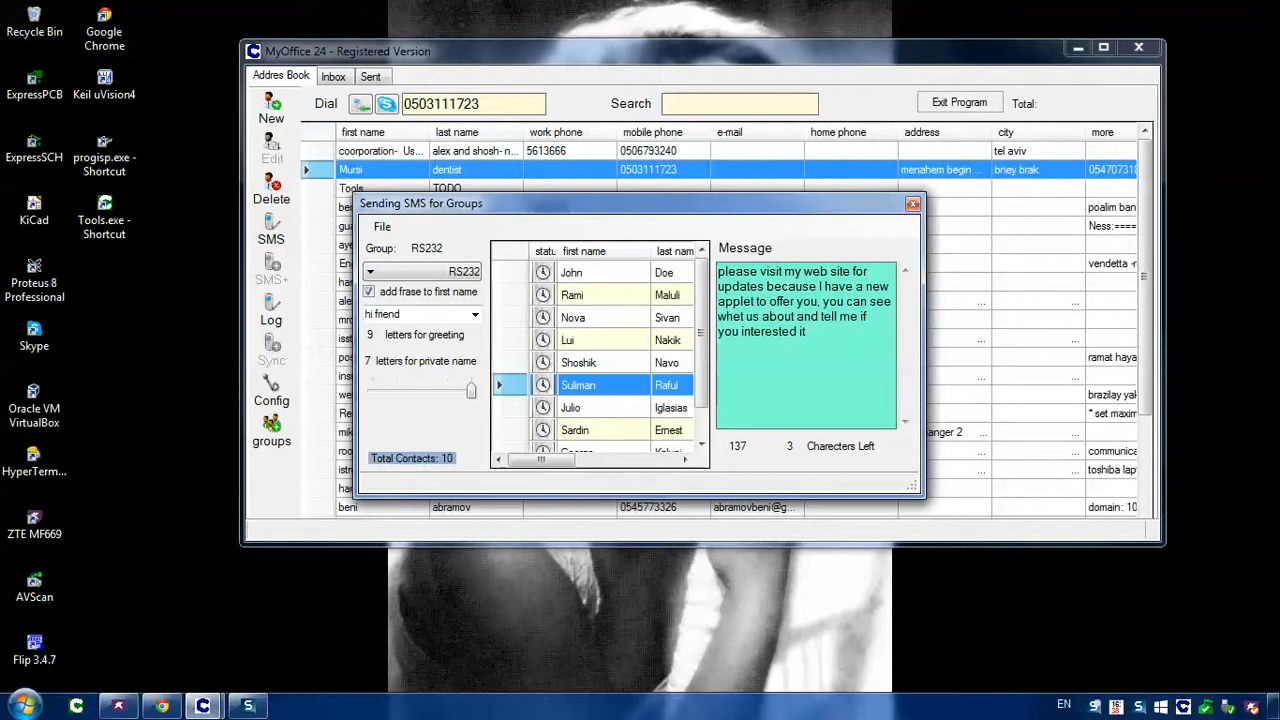 Recycle Bin
Google Chrome
ExpressPCB
Keil uVision4
ExpressSCH
progisp.exe - Shortcut
KiCad
Tools.exe - Shortcut
Proteus 8 Professional
Skype
Oracle VM VirtualBox
HyperTerm...
ZTE MF669
AVScan
Flip 3.4.7
MyOffice 24 - Registered Version
Addres Book Inbox Sent
New
Edit
Delete
SMS
SMS+
Log
Sync
Config
groups
Dial 0503111723 Search Exit Program Total:
first name last name work phone mobile phone e-mail home phone address city more
coorporation- Us... alex and shosh- n... 5613666 0506793240 tel aviv
Mursi dentist 0503111723 menahem begin ... bney brak
Tools TODO
poalim ban
Ness:====
vendetta
...
...
...
ramat haya
brazilay yakf
* set maxim
anger 2 ...
... communica
... toshiba lap
...
beni abramov 0545773326 abramovbeni@g... domain: 10
Sending SMS for Groups
File
Group: RS232
RS232
add frase to first name
hi friend
9 letters for greeting
7 letters for private name
Total Contacts: 10
statu first name last nam
John Doe
Rami Maluli
Nova Sivan
Lui Nakik
Shoshik Navo
Suliman Raful
Julio Iglasias
Sardin Ernest
Message
please visit my web site for
updates because I have a new
applet to offer you, you can see
whet us about and tell me if
you interested it
137 3 Charecters Left
EN